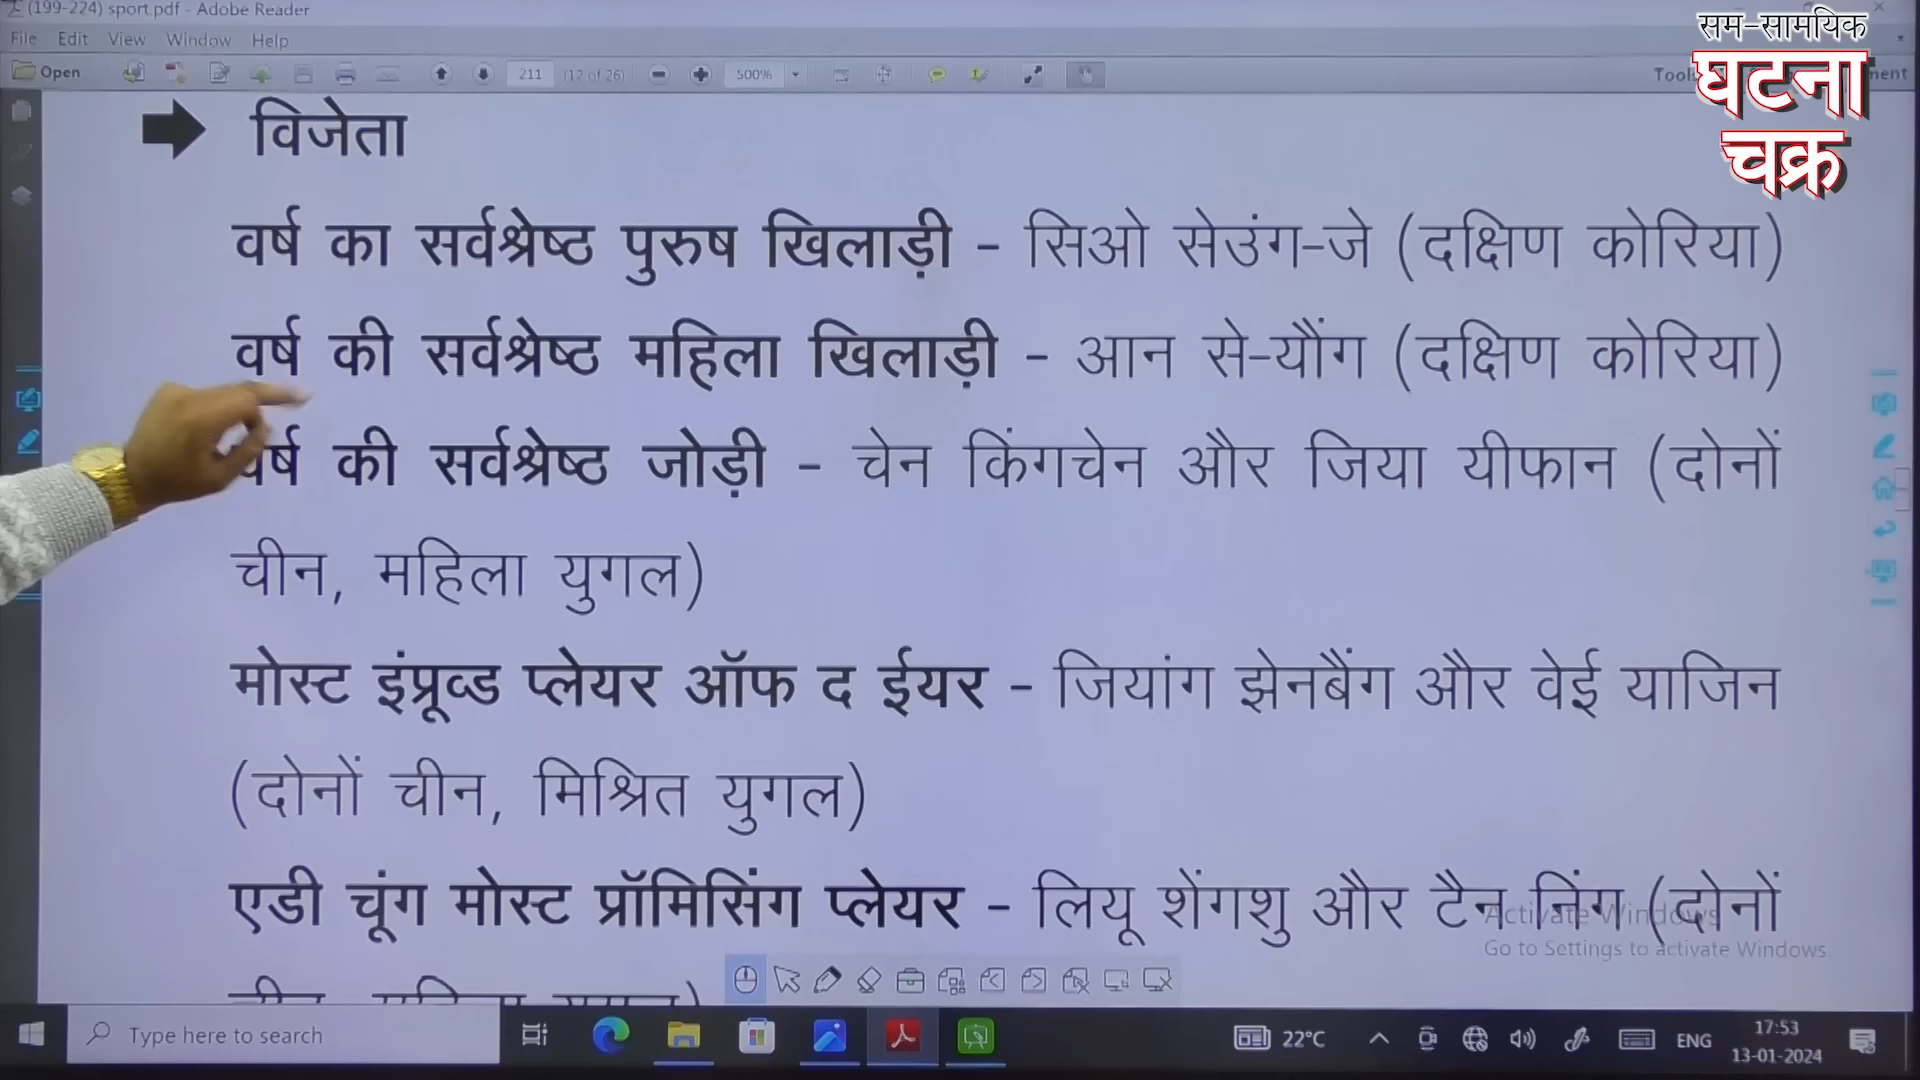 (199-224) sport.pdf - Adobe Reader
सम-सामयिक
घटना
चक्र
File Edit View Window Help
Open 211 (12 of 26) 500%
विजेता
वर्ष का सर्वश्रेष्ठ पुरुष खिलाड़ी - सिओ सेउंग-जे (दक्षिण कोरिया)
वर्ष की सर्वश्रेष्ठ महिला खिलाड़ी - आन से-यौंग (दक्षिण कोरिया)
वर्ष की सर्वश्रेष्ठ जोड़ी - चेन किंगचेन और जिया यीफान (दोनों
चीन, महिला युगल)
मोस्ट इंप्रूव्ड प्लेयर ऑफ द ईयर - जियांग झेनबैंग और वेई याजिन
(दोनों चीन, मिश्रित युगल)
एडी चूंग मोस्ट प्रॉमिसिंग प्लेयर - लियू शेंगशु और टैन निंग (दोनों
Activate Windows
Go to Settings to activate Windows.
Type here to search 22°C ENG 17:53
13-01-2024